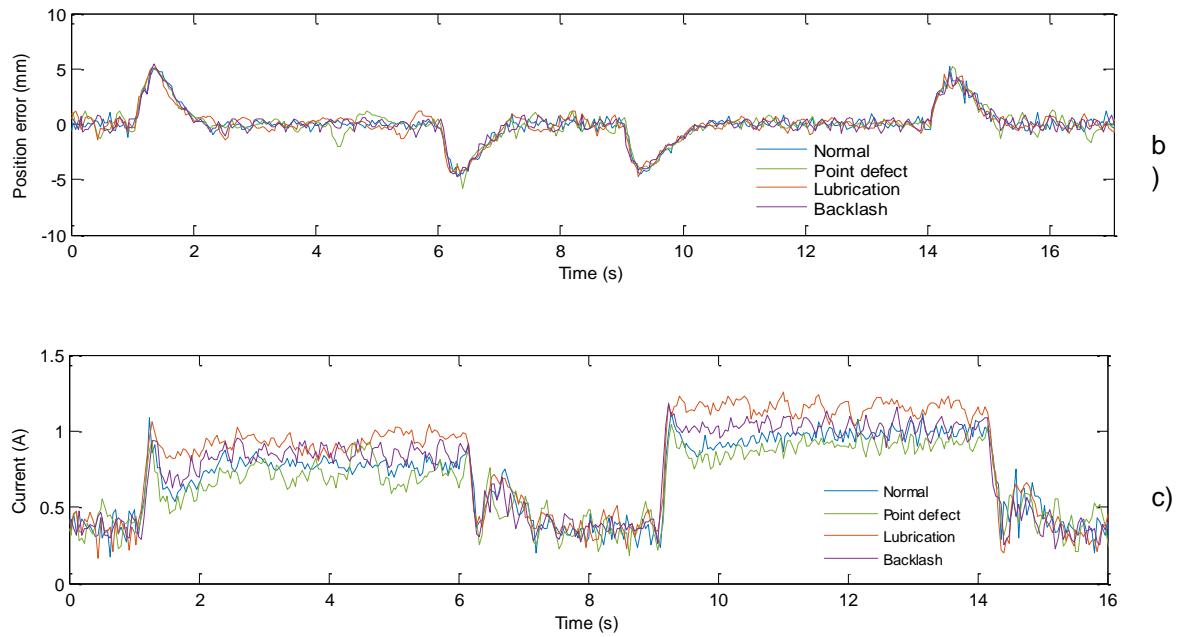 10
5
0
-5
-10
Position error (mm)
0 2 4 6 8 10 12 14 16
Time (s)
Normal
Point defect
Lubrication
Backlash
b
)
1.5
1
0.5
0
Current (A)
0 2 4 6 8 10 12 14 16
Time (s)
Normal
Point defect
Lubrication
Backlash
c)